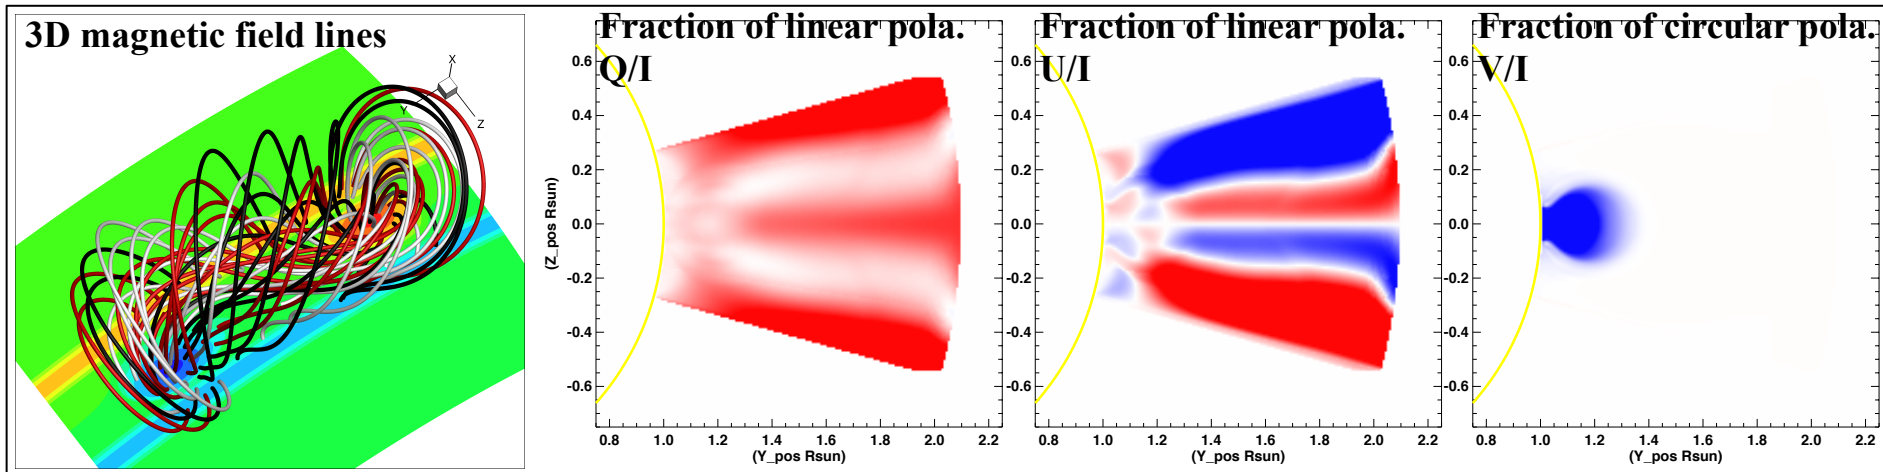 3D magnetic field lines
X
Y
Z
Fraction of linear pola.
Q/I
0.6
0.4
0.2
0.0
-0.2
-0.4
-0.6
(Z_pos Rsun)
0.8 1.0 1.2 1.4 1.6 1.8 2.0 2.2
(Y_pos Rsun)
Fraction of linear pola.
U/I
0.6
0.4
0.2
0.0
-0.2
-0.4
-0.6
0.8 1.0 1.2 1.4 1.6 1.8 2.0 2.2
(Y_pos Rsun)
Fraction of circular pola.
V/I
0.6
0.4
0.2
0.0
-0.2
-0.4
-0.6
0.8 1.0 1.2 1.4 1.6 1.8 2.0 2.2
(Y_pos Rsun)